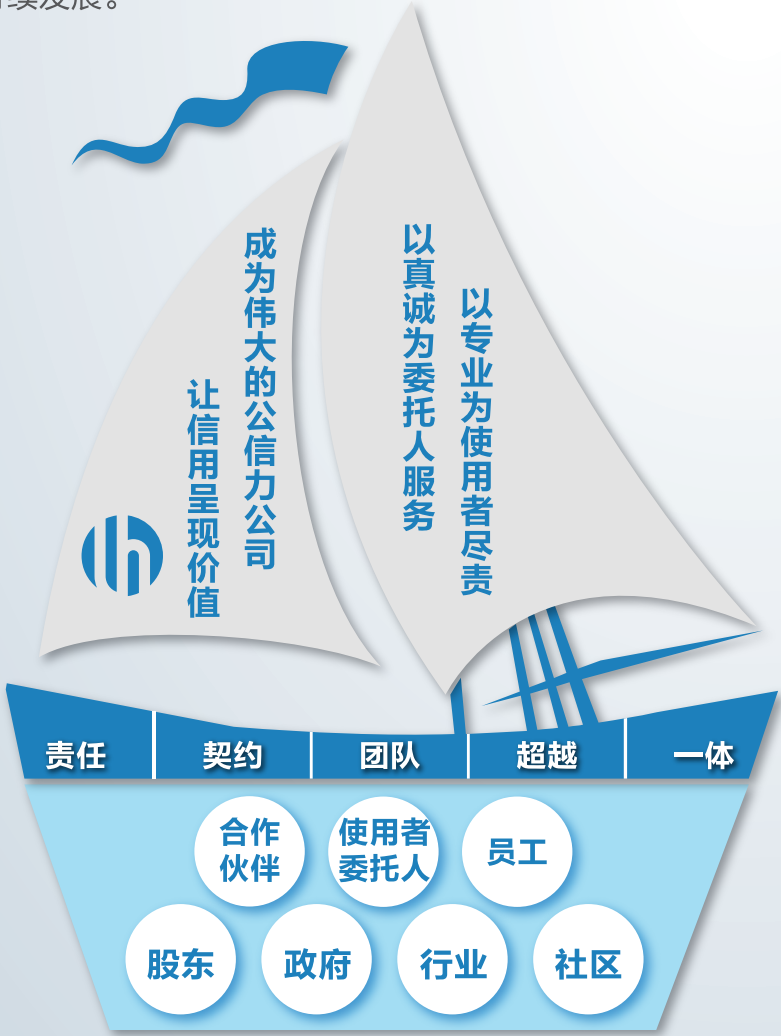 续发展。
成为伟大的公信力公司
让信用呈现价值
以真诚为委托人服务
以专业为使用者尽责
责任
契约
团队
超越
一体
合作
伙伴
使用者
委托人
员工
股东
政府
行业
社区